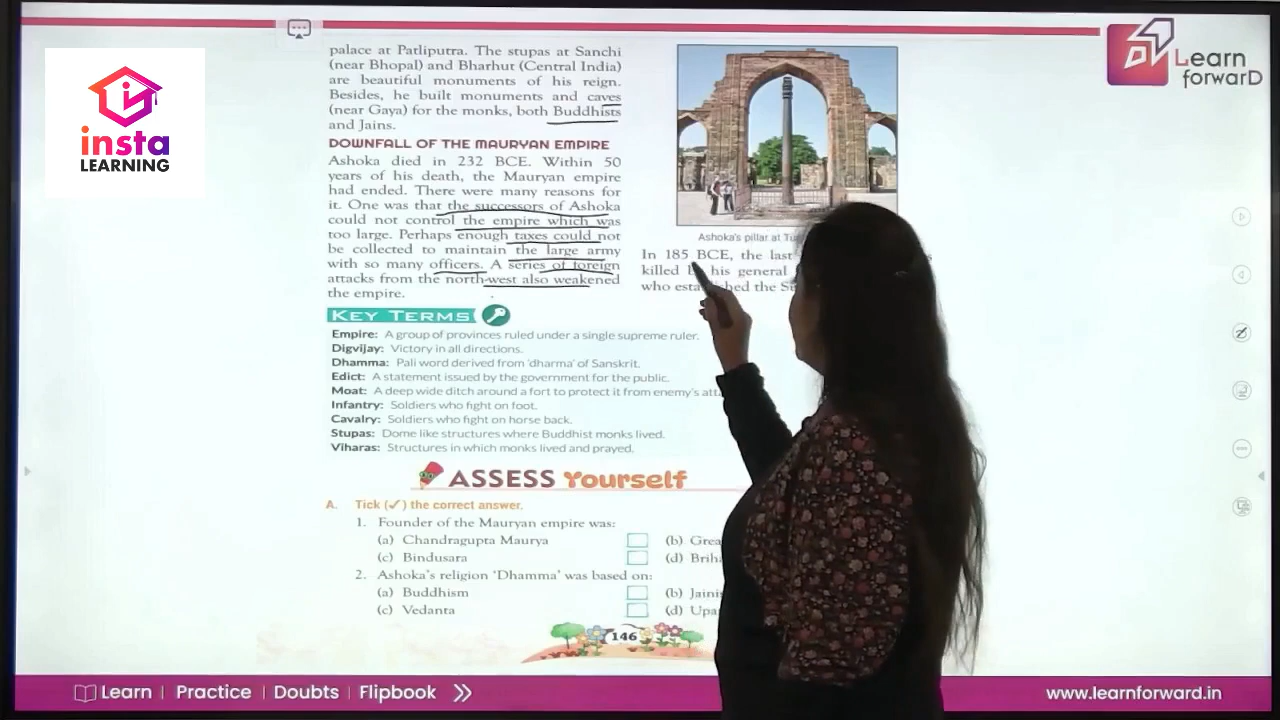 Learn
forwarD
insta
LEARNING
palace at Patliputra. The stupas at Sanchi
(near Bhopal) and Bharhut (Central India)
are beautiful monuments of his reign.
Besides, he built monuments and caves
(near Gaya) for the monks, both Buddhists
and Jains.
DOWNFALL OF THE MAURYAN EMPIRE
Ashoka died in 232 BCE. Within 50
years of his death, the Mauryan empire
had ended. There were many reasons for
it. One was that the successors of Ashoka
could not control the empire which was
too large. Perhaps enough taxes could not
be collected to maintain the large army
with so many officers. A series of foreign
attacks from the north-west also weakened
the empire.
Ashoka's pillar at
In 185 BCE, the last
killed by his general
who established the
KEY TERMS
Empire: A group of provinces ruled under a single supreme ruler.
Digvijay: Victory in all directions.
Dhamma: Pali word derived from 'dharma' of Sanskrit.
Edict: A statement issued by the government for the public.
Moat: A deep wide ditch around a fort to protect it from enemy's
Infantry: Soldiers who fight on foot.
Cavalry: Soldiers who fight on horse back.
Stupas: Dome like structures where Buddhist monks lived.
Viharas: Structures in which monks lived and prayed.
ASSESS Yourself
A. Tick (✓) the correct answer.
1. Founder of the Mauryan empire was:
(a) Chandragupta Maurya (b)
(c) Bindusara (d)
2. Ashoka's religion 'Dhamma' was based on:
(a) Buddhism (b)
(c) Vedanta (d)
146
Learn | Practice | Doubts | Flipbook
www.learnforward.in